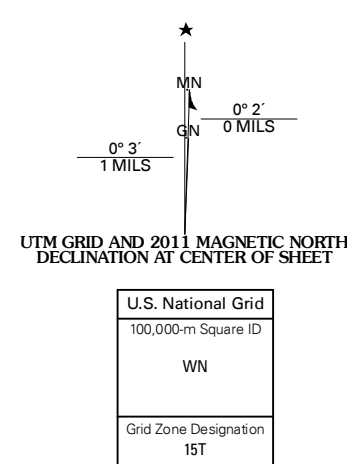 MN
0° 2´
0 MILS
GN
0° 3´
1 MILS
UTM GRID AND 2011 MAGNETIC NORTH
DECLINATION AT CENTER OF SHEET
U.S. National Grid
100,000-m Square ID
WN
Grid Zone Designation
15T